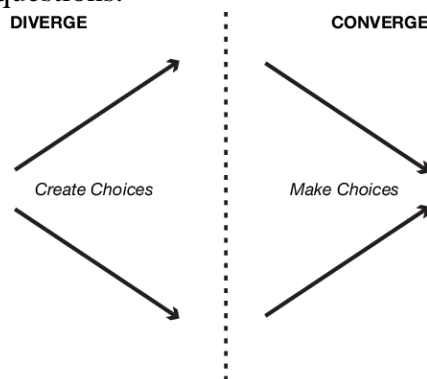 questions.
DIVERGE
CONVERGE
Create Choices
Make Choices